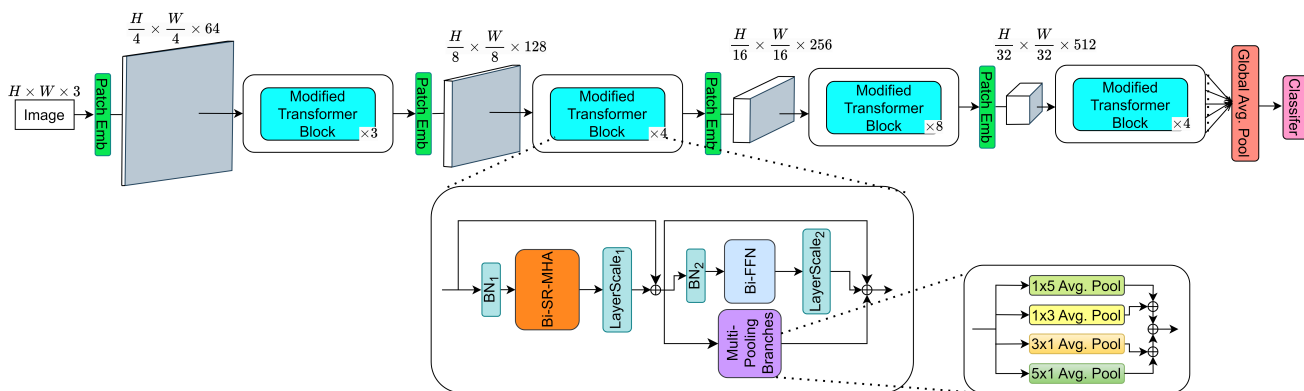 H × W × 3
Image
Patch Emb
H/4 × W/4 × 64
Modified
Transformer
Block
×3
Patch Emb
H/8 × W/8 × 128
Modified
Transformer
Block
×4
Patch Emb
H/16 × W/16 × 256
Modified
Transformer
Block
×8
Patch Emb
H/32 × W/32 × 512
Modified
Transformer
Block
×4
Global Avg. Pool
Classifer
BN₁
Bi-SR-MHA
LayerScale₁
BN₂
Bi-FFN
LayerScale₂
Multi-
Pooling
Branches
1x5 Avg. Pool
1x3 Avg. Pool
3x1 Avg. Pool
5x1 Avg. Pool